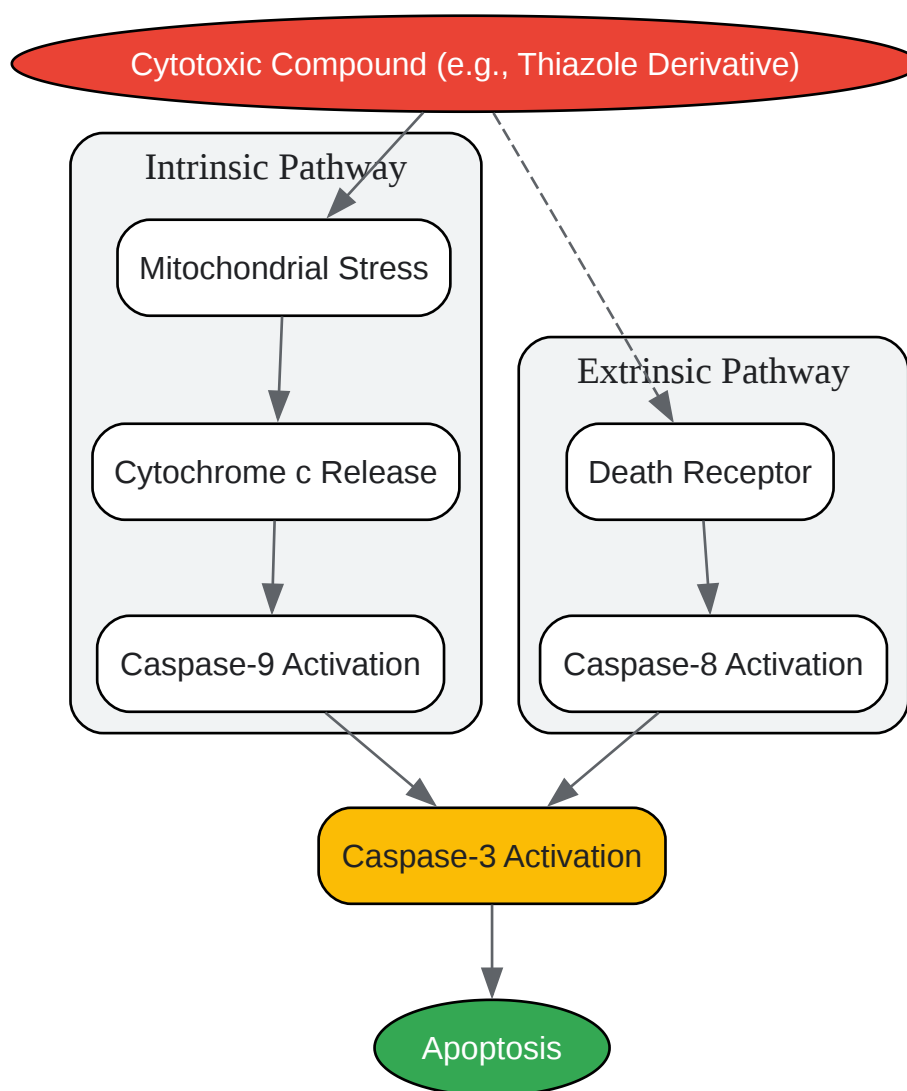 Cytotoxic Compound (e.g., Thiazole Derivative)
Intrinsic Pathway
Mitochondrial Stress
Cytochrome c Release
Caspase-9 Activation
Extrinsic Pathway
Death Receptor
Caspase-8 Activation
Caspase-3 Activation
Apoptosis